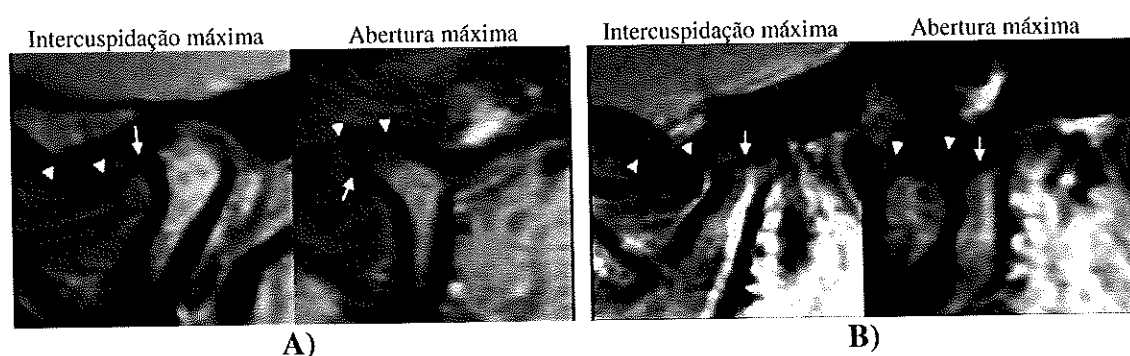 Intercuspidação máxima
Abertura máxima
Intercuspidação máxima
Abertura máxima
A)
B)